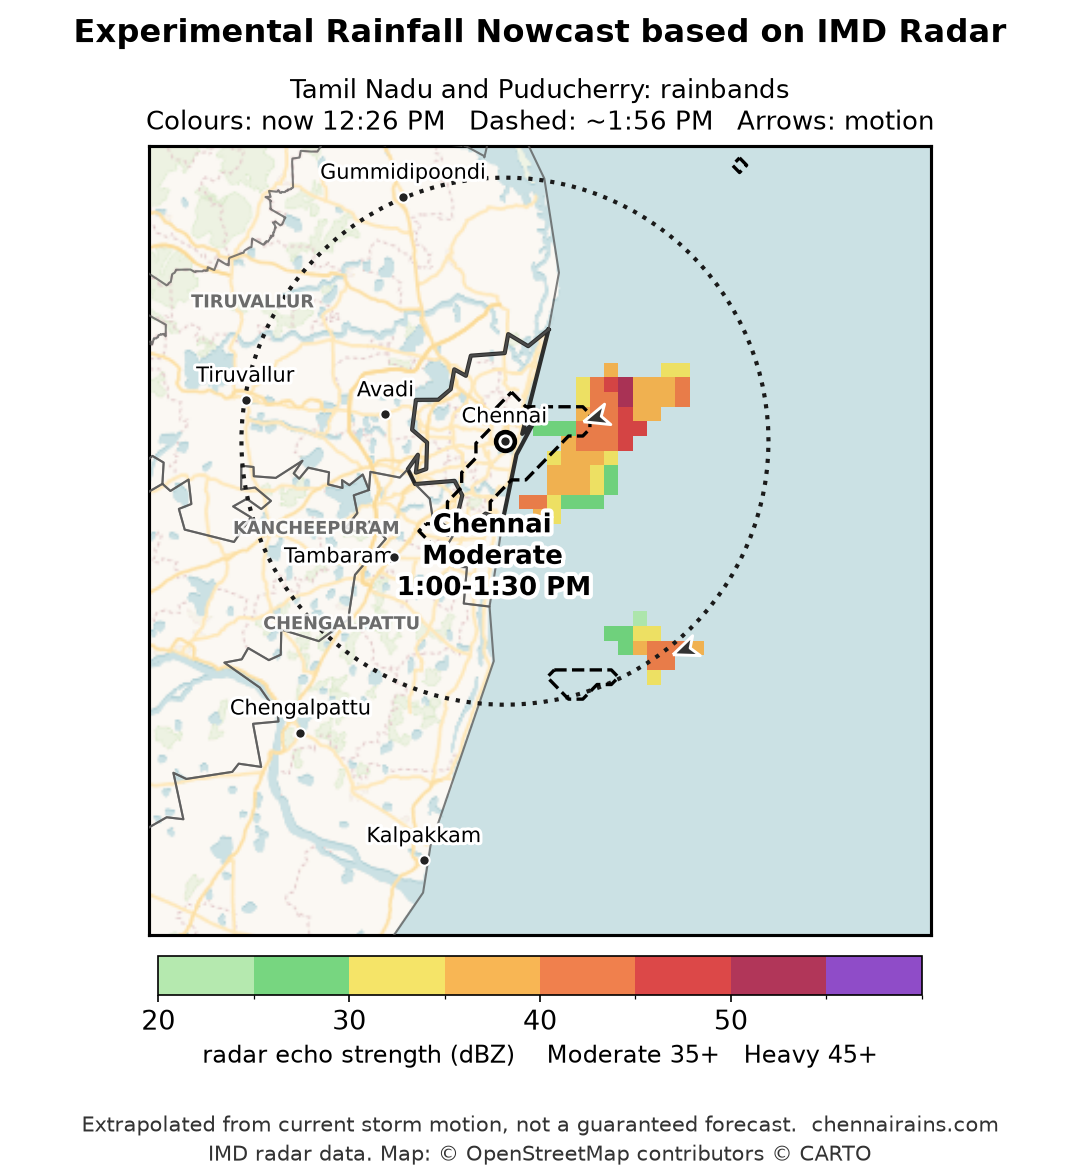 Experimental Rainfall Nowcast based on IMD Radar
Tamil Nadu and Puducherry: rainbands
Colours: now 12:26 PM   Dashed: ~1:56 PM   Arrows: motion
Gummidipoondi
TIRUVALLUR
Tiruvallur
Avadi
Chennai
KANCHEEPURAM
Chennai
Moderate
1:00-1:30 PM
Tambaram
CHENGALPATTU
Chengalpattu
Kalpakkam
20 30 40 50
radar echo strength (dBZ)   Moderate 35+   Heavy 45+
Extrapolated from current storm motion, not a guaranteed forecast.  chennairains.com
IMD radar data. Map: © OpenStreetMap contributors © CARTO